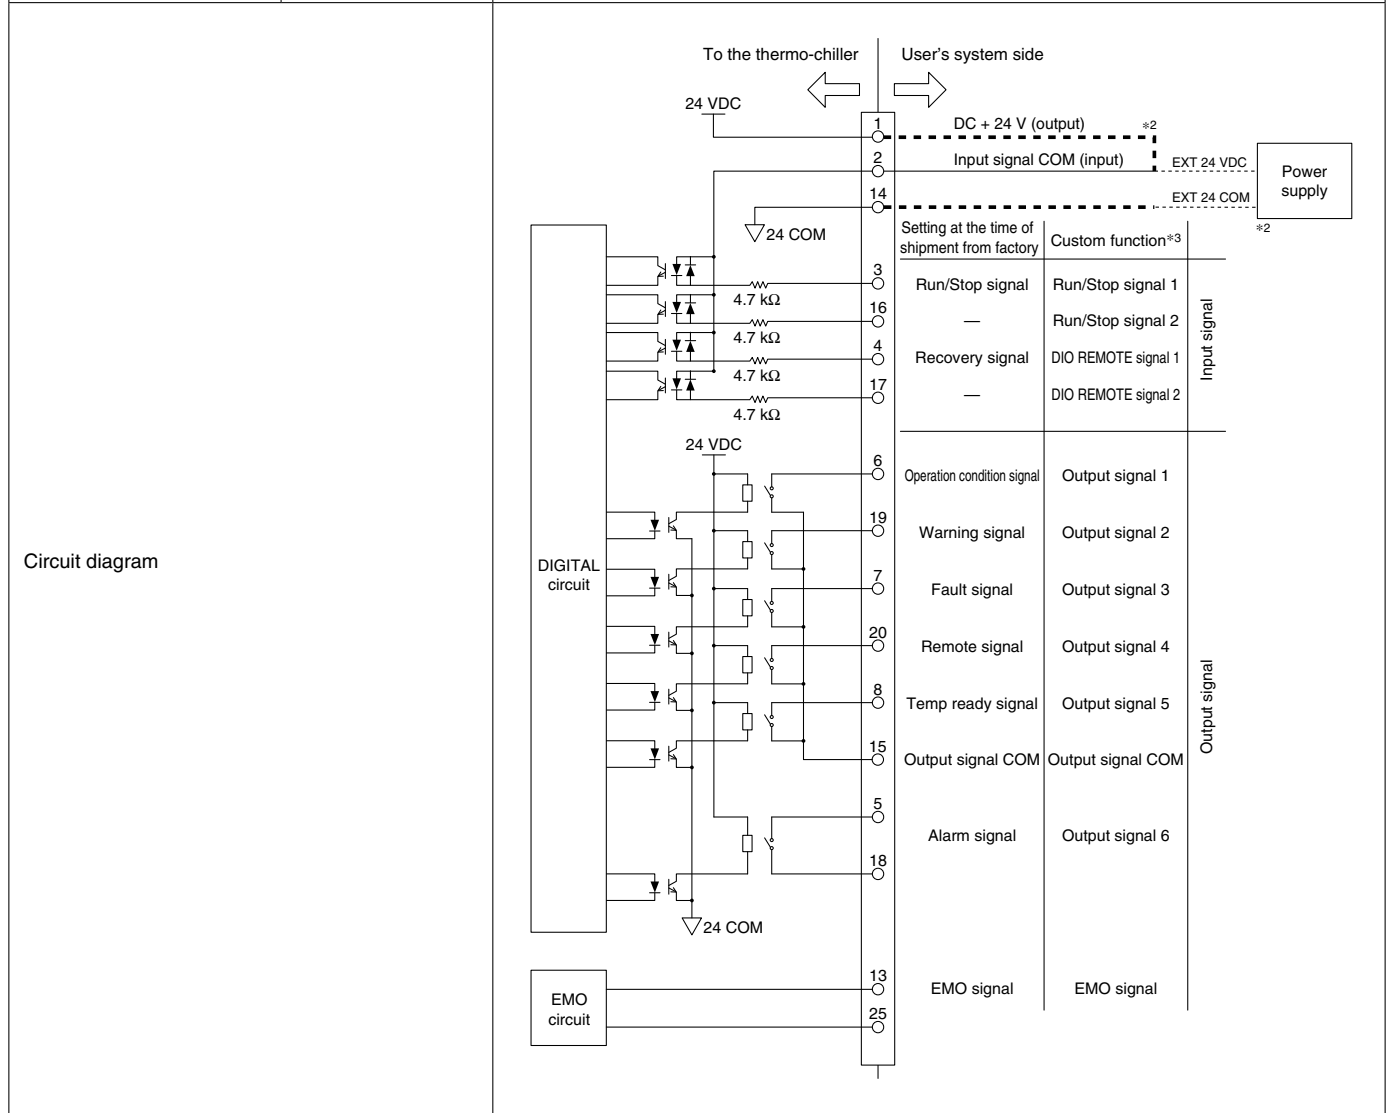 To the thermo-chiller
User's system side
24 VDC
1
DC + 24 V (output)
*2
2
Input signal COM (input)
EXT 24 VDC
Power
supply
14
EXT 24 COM
*2
24 COM
Setting at the time of
shipment from factory
Custom function*3
3
Run/Stop signal
Run/Stop signal 1
4.7 kΩ
16
—
Run/Stop signal 2
4.7 kΩ
4
Recovery signal
DIO REMOTE signal 1
4.7 kΩ
17
—
DIO REMOTE signal 2
4.7 kΩ
Input signal
24 VDC
6
Operation condition signal
Output signal 1
19
Warning signal
Output signal 2
Circuit diagram
DIGITAL
circuit
7
Fault signal
Output signal 3
20
Remote signal
Output signal 4
8
Temp ready signal
Output signal 5
15
Output signal COM
Output signal COM
Output signal
5
Alarm signal
Output signal 6
18
24 COM
EMO
circuit
13
EMO signal
EMO signal
25